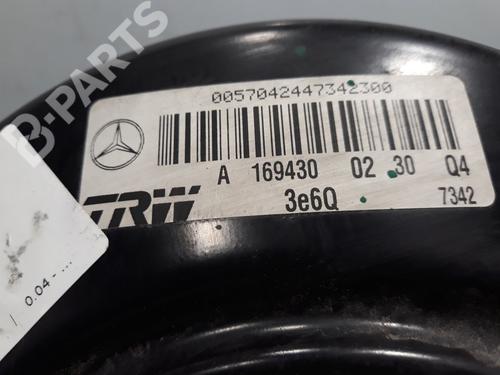 B-PARTS
0057042447342300
A 169430 02 30 Q4
TRW 3e6Q 7342
| 0.04 - ...